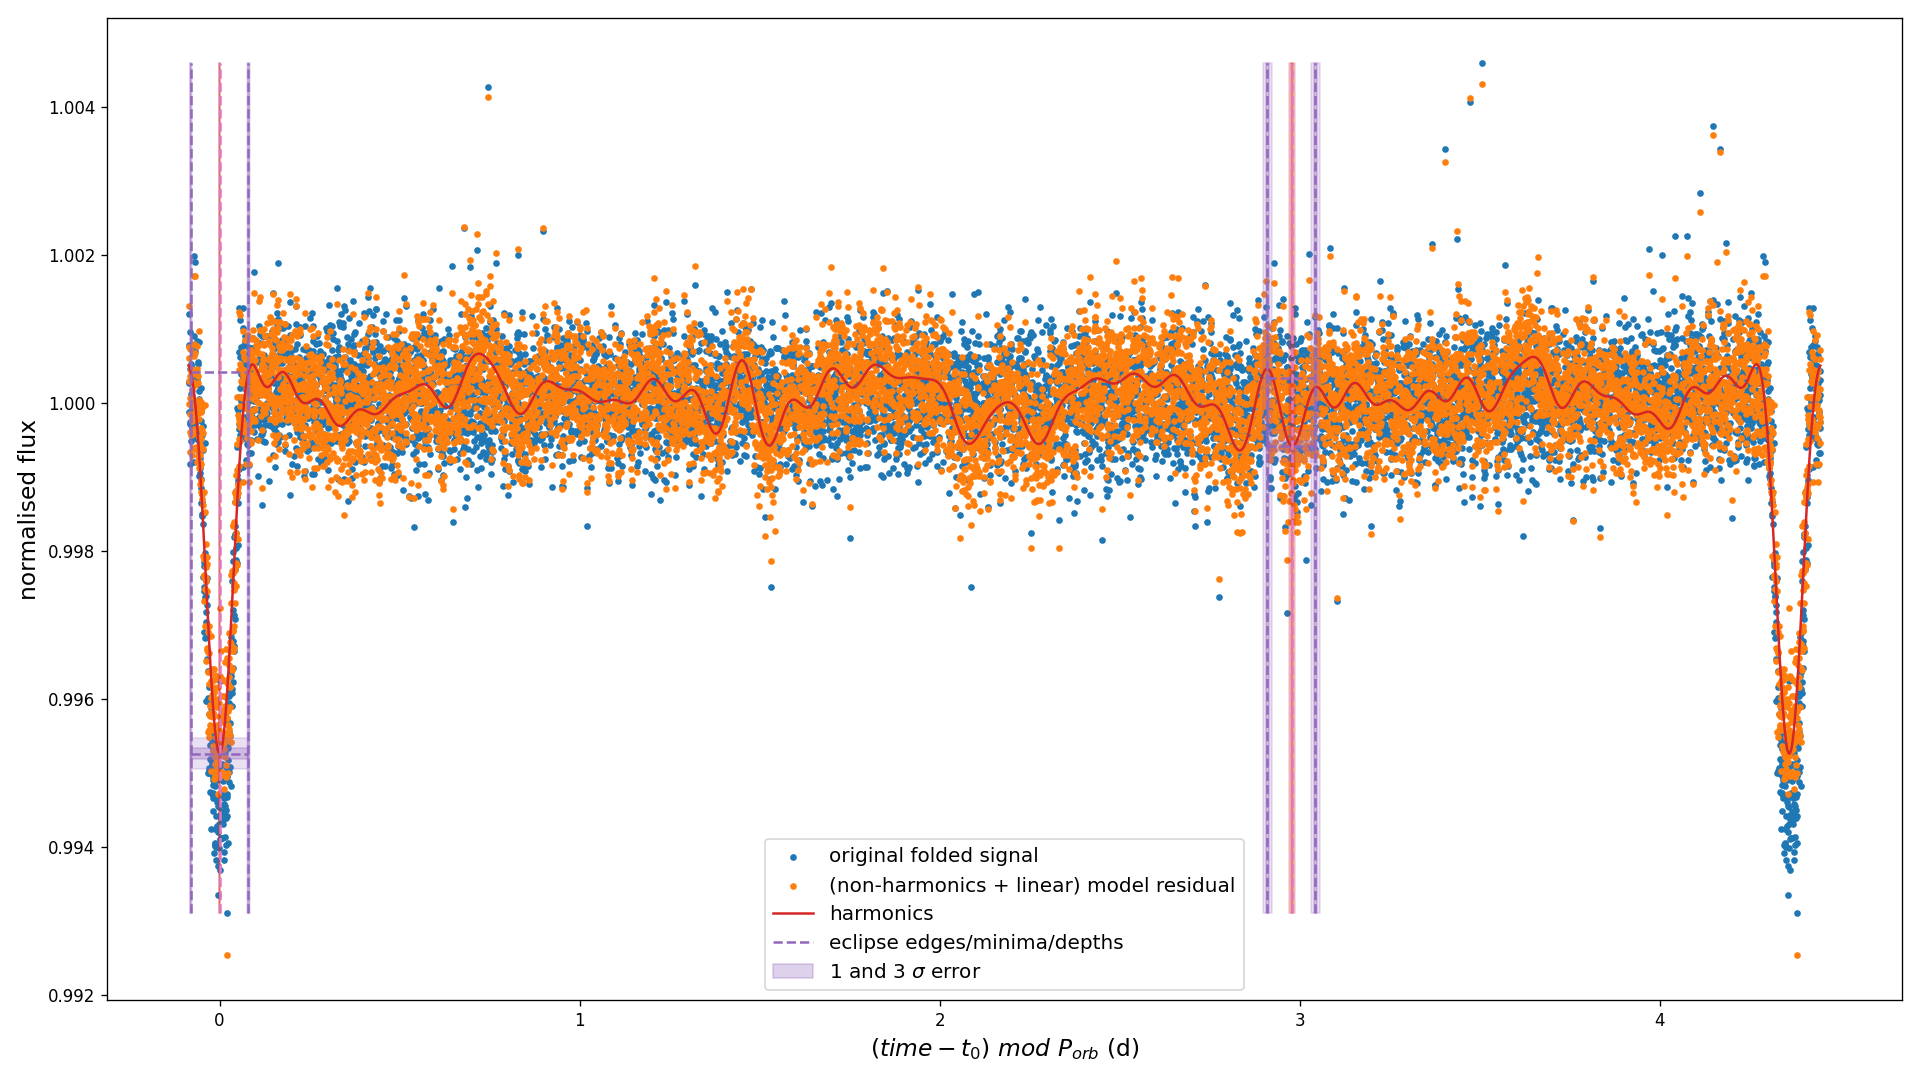 1.004
1.002
1.000
0.998
0.996
0.994
0.992
normalised flux
original folded signal
(non-harmonics + linear) model residual
harmonics
eclipse edges/minima/depths
1 and 3 σ error
0 1 2 3 4
(time − t₀) mod Pₒᵣb (d)